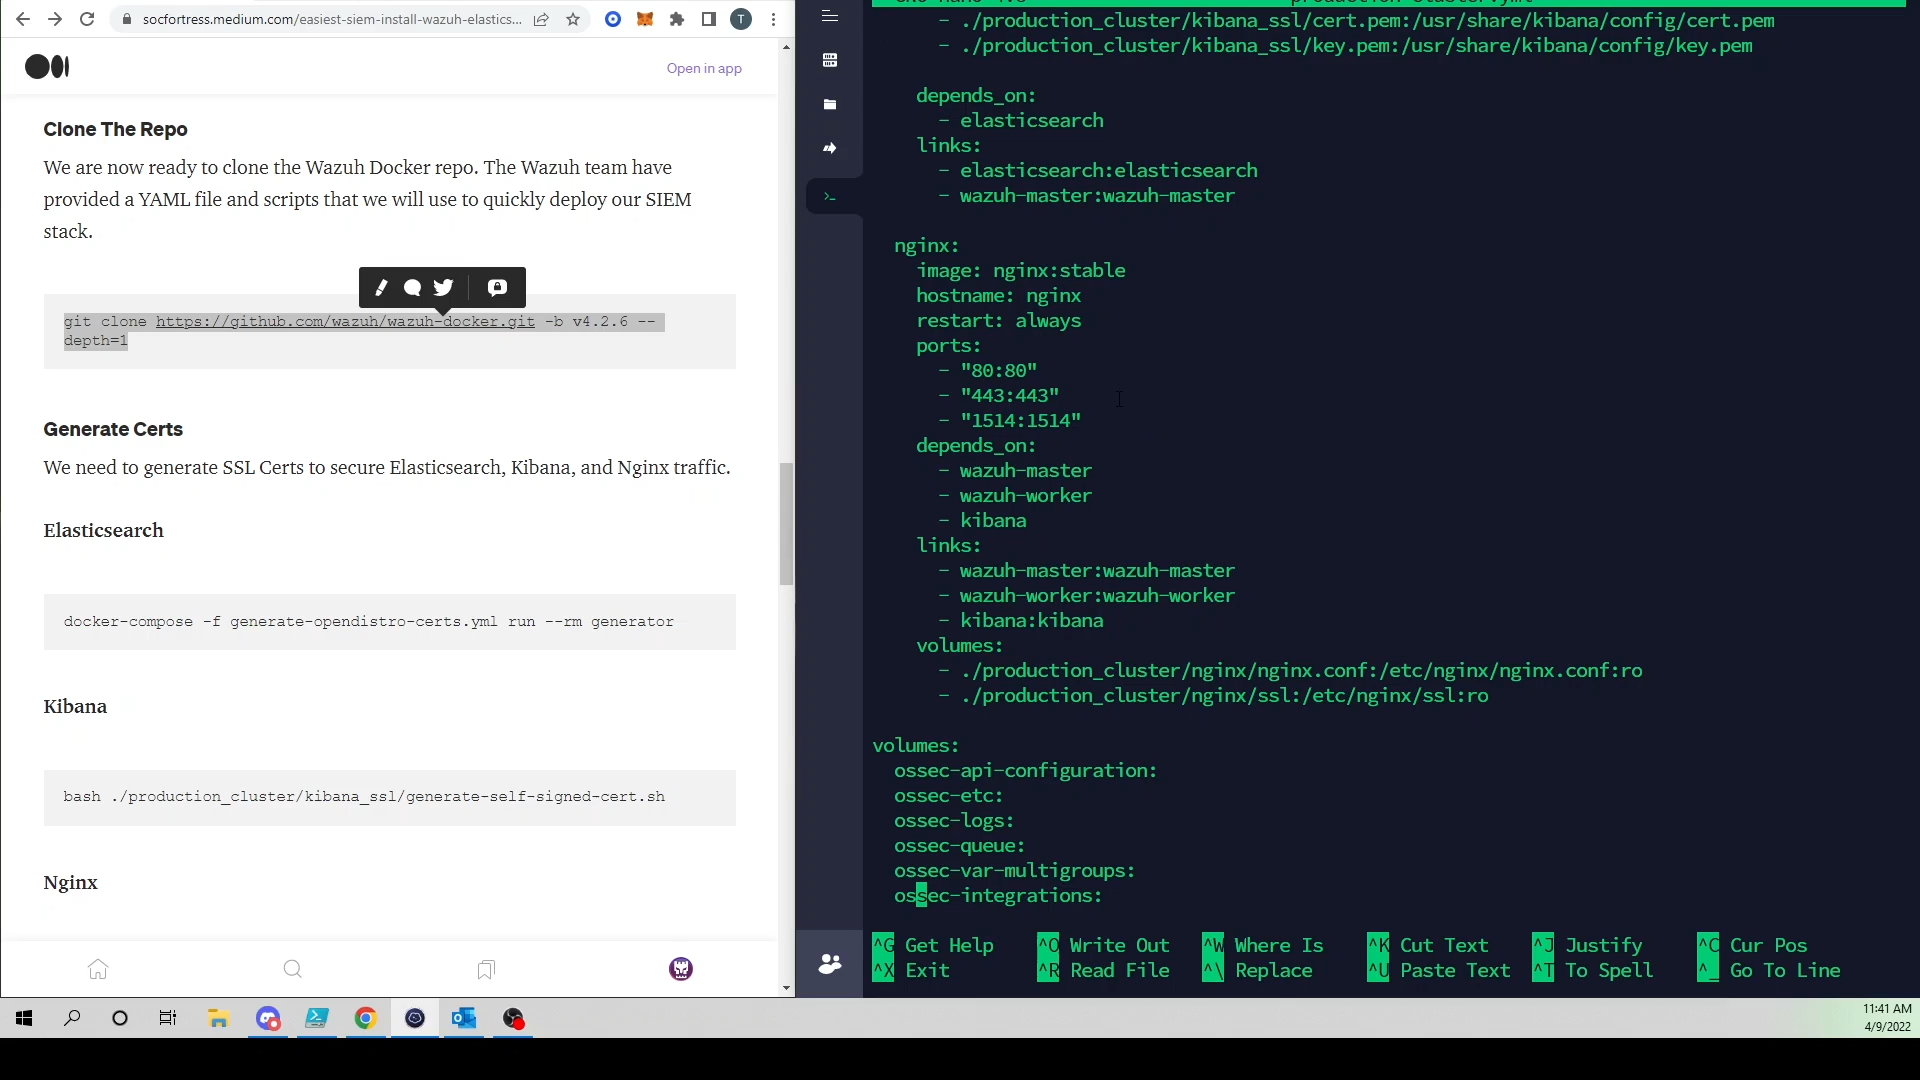 socfortress.medium.com/easiest-siem-install-wazuh-elastics...
T
Open in app
Clone The Repo
We are now ready to clone the Wazuh Docker repo. The Wazuh team have
provided a YAML file and scripts that we will use to quickly deploy our SIEM
stack.
git clone https://github.com/wazuh/wazuh-docker.git -b v4.2.6 --
depth=1
Generate Certs
We need to generate SSL Certs to secure Elasticsearch, Kibana, and Nginx traffic.
Elasticsearch
docker-compose -f generate-opendistro-certs.yml run --rm generator
Kibana
bash ./production_cluster/kibana_ssl/generate-self-signed-cert.sh
Nginx
- ./production_cluster/kibana_ssl/cert.pem:/usr/share/kibana/config/cert.pem
- ./production_cluster/kibana_ssl/key.pem:/usr/share/kibana/config/key.pem
depends_on:
- elasticsearch
links:
- elasticsearch:elasticsearch
- wazuh-master:wazuh-master
nginx:
image: nginx:stable
hostname: nginx
restart: always
ports:
- "80:80"
- "443:443"
- "1514:1514"
depends_on:
- wazuh-master
- wazuh-worker
- kibana
links:
- wazuh-master:wazuh-master
- wazuh-worker:wazuh-worker
- kibana:kibana
volumes:
- ./production_cluster/nginx/nginx.conf:/etc/nginx/nginx.conf:ro
- ./production_cluster/nginx/ssl:/etc/nginx/ssl:ro
volumes:
ossec-api-configuration:
ossec-etc:
ossec-logs:
ossec-queue:
ossec-var-multigroups:
ossec-integrations:
^G Get Help ^O Write Out ^W Where Is ^K Cut Text ^J Justify ^C Cur Pos
^X Exit ^R Read File ^\ Replace ^U Paste Text ^T To Spell ^_ Go To Line
11:41 AM
4/9/2022